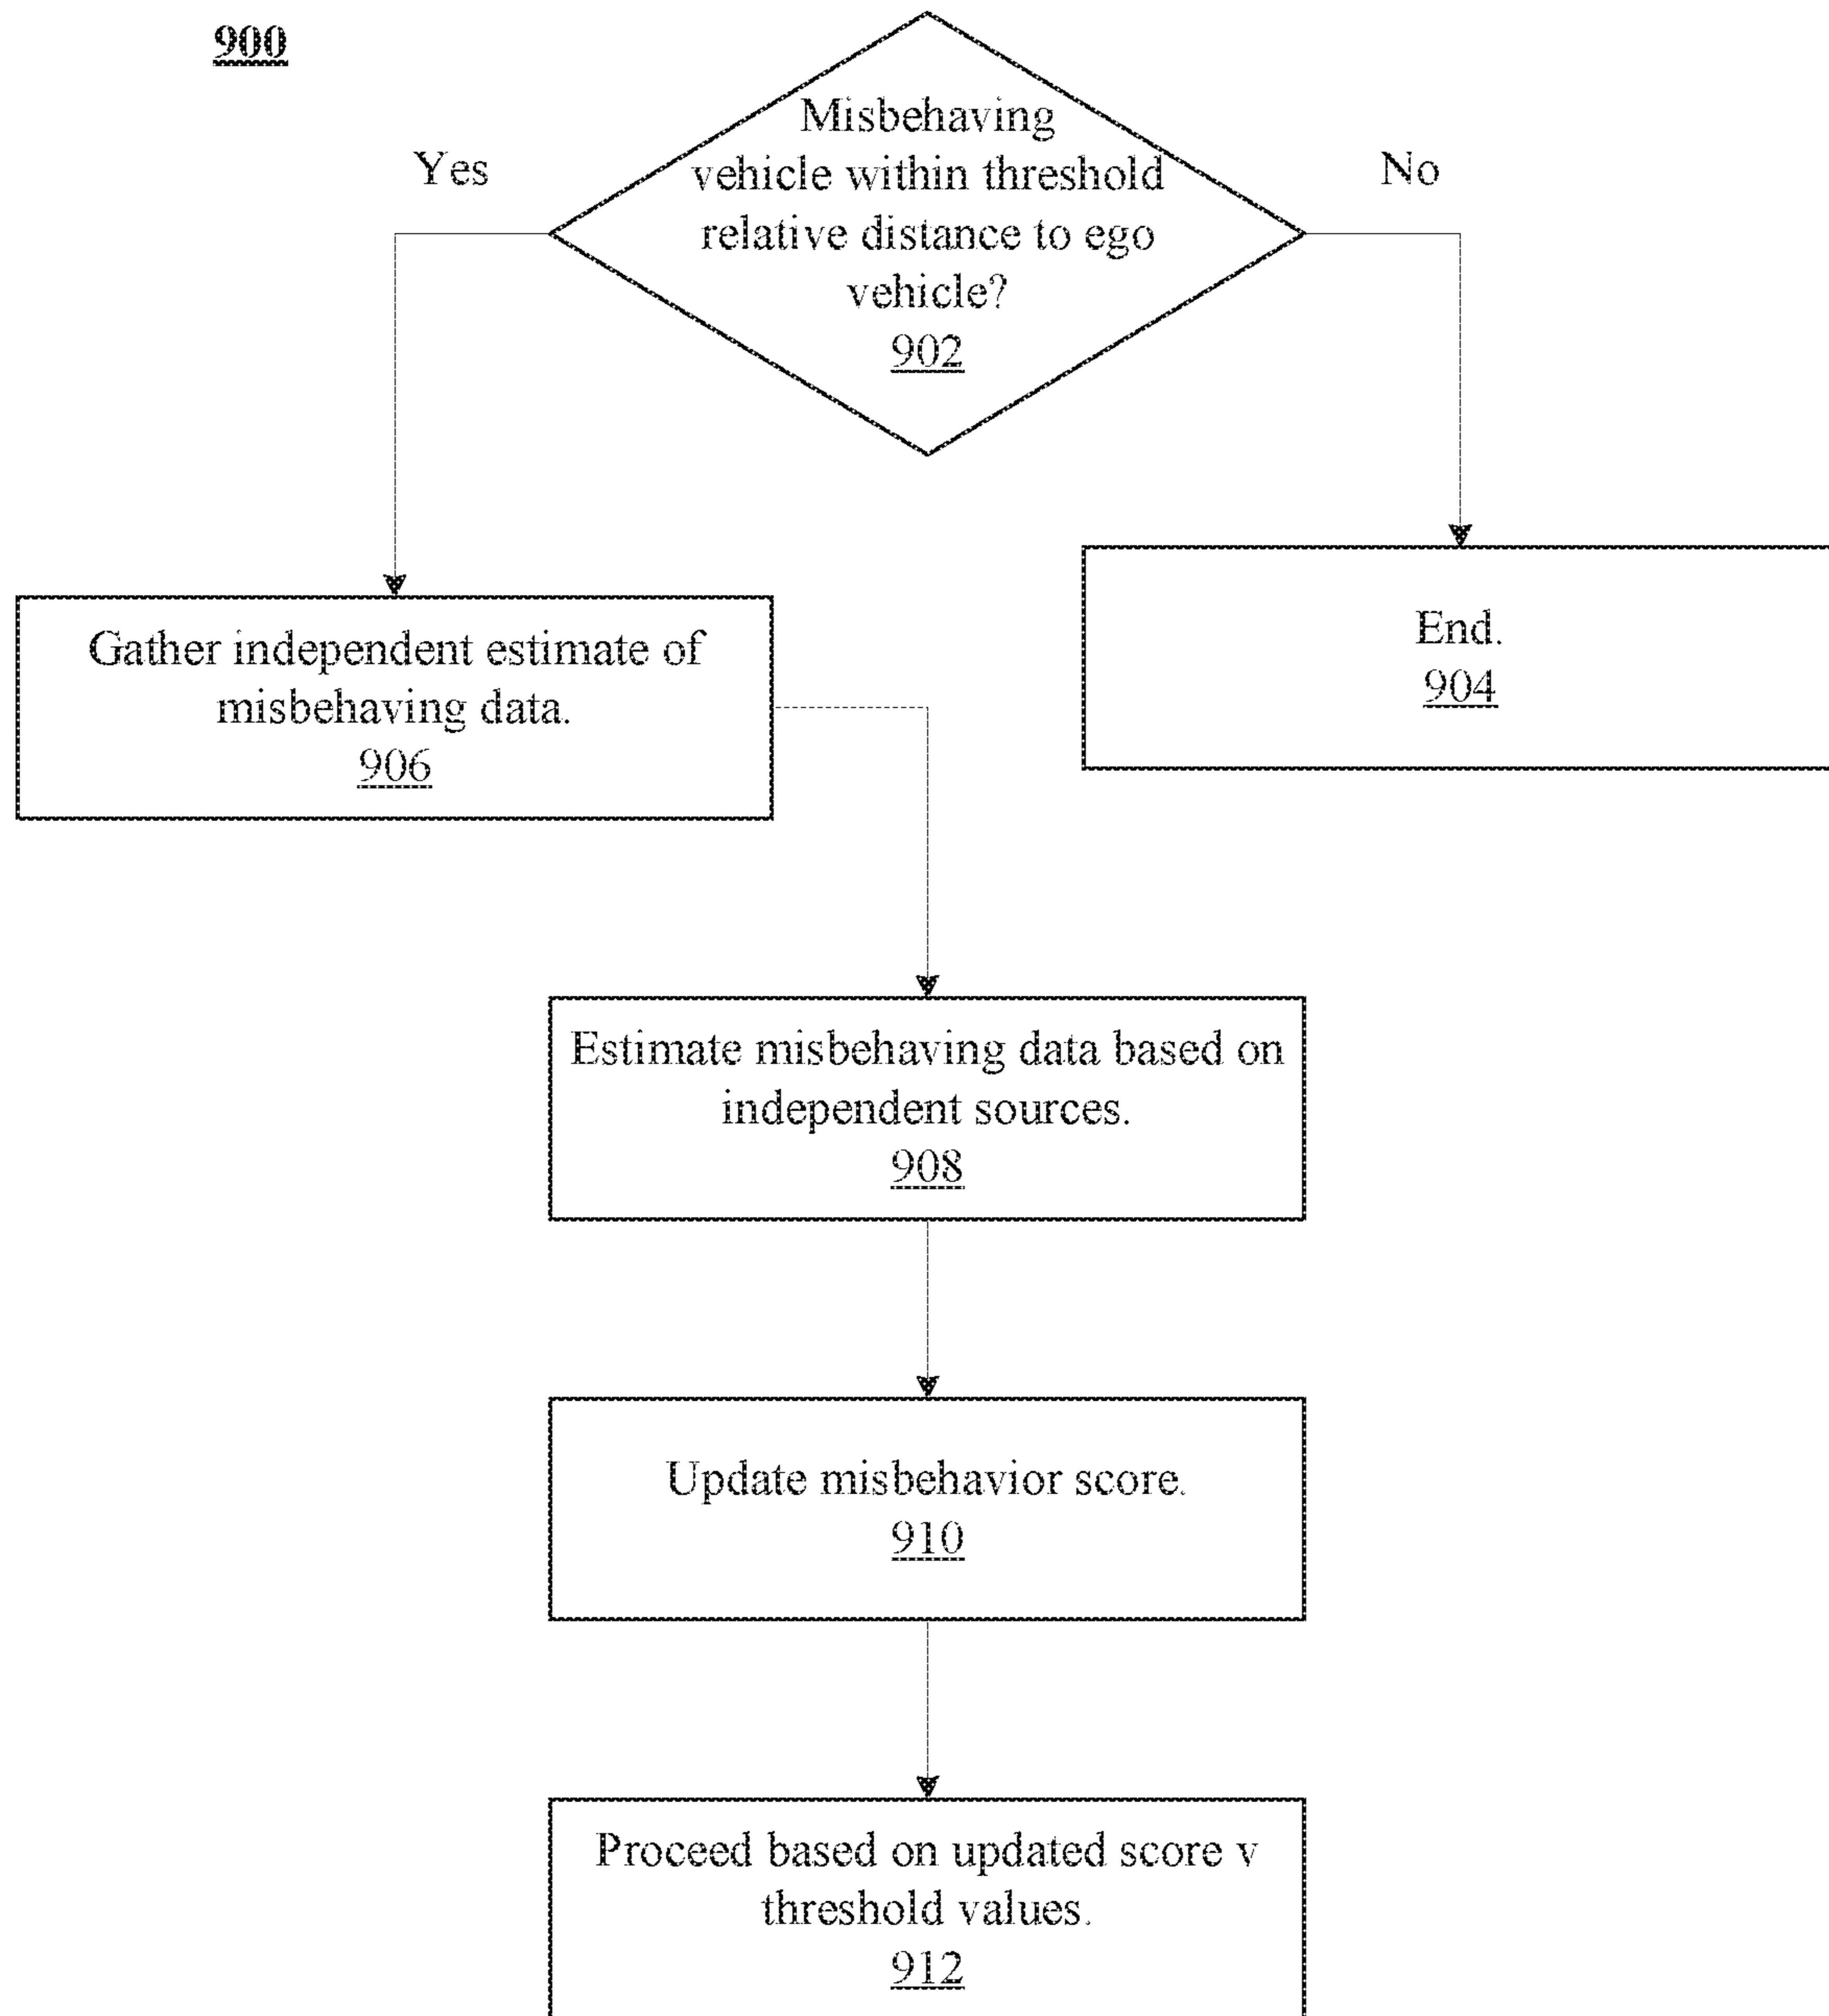 900
Misbehaving
vehicle within threshold
relative distance to ego
vehicle?
902
Yes
No
End.
904
Gather independent estimate of
misbehaving data.
906
Estimate misbehaving data based on
independent sources.
908
Update misbehavior score.
910
Proceed based on updated score v
threshold values.
912